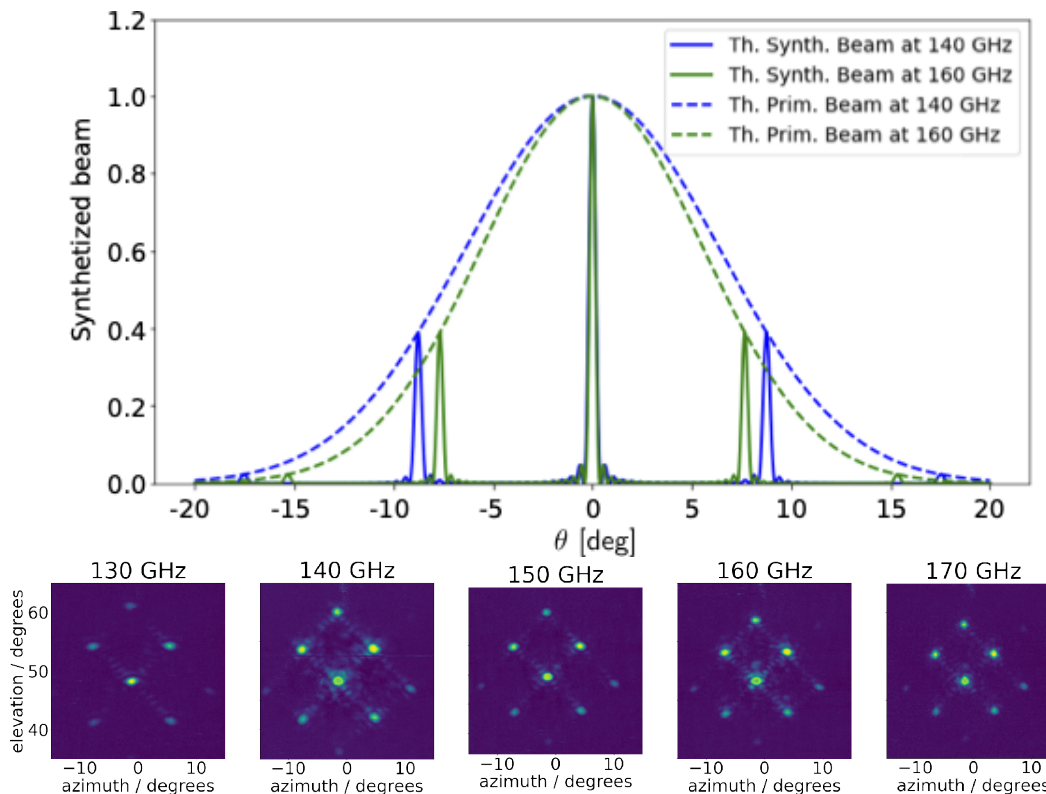 1.2
1.0
0.8
0.6
0.4
0.2
0.0
Synthetized beam
Th. Synth. Beam at 140 GHz
Th. Synth. Beam at 160 GHz
Th. Prim. Beam at 140 GHz
Th. Prim. Beam at 160 GHz
-20 -15 -10 -5 0 5 10 15 20
θ [deg]
130 GHz 140 GHz 150 GHz 160 GHz 170 GHz
elevation / degrees
60
50
40
−10 0 10 −10 0 10 −10 0 10 −10 0 10 −10 0 10
azimuth / degrees azimuth / degrees azimuth / degrees azimuth / degrees azimuth / degrees